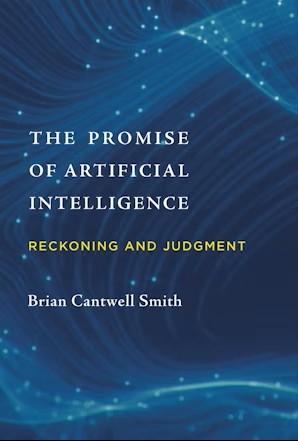 THE PROMISE
OF ARTIFICIAL
INTELLIGENCE
RECKONING AND JUDGMENT
Brian Cantwell Smith